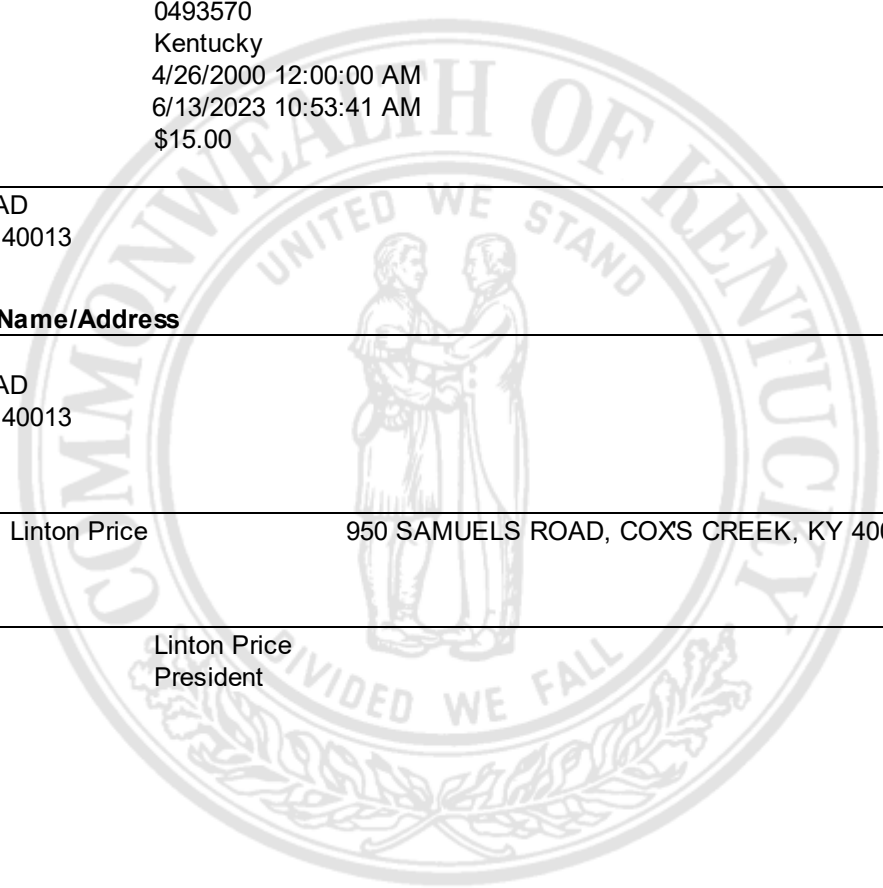 0493570
Kentucky
4/26/2000 12:00:00 AM
6/13/2023 10:53:41 AM
$15.00
AD
40013
Name/Address
AD
40013
Linton Price 950 SAMUELS ROAD, COX'S CREEK, KY 400
Linton Price
President
COMMONWEALTH OF KENTUCKY
UNITED WE STAND
DIVIDED WE FALL